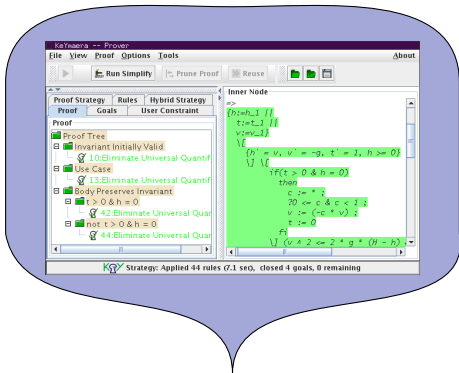 KeYmaera -- Prover
File View Proof Options Tools About
Run Simplify Prune Proof Reuse
Proof Strategy Rules Hybrid Strategy
Proof Goals User Constraint
Proof
Proof Tree
Invariant Initially Valid
10:Eliminate Universal Quantif
Use Case
13:Eliminate Universal Quantif
Body Preserves Invariant
t > 0 & h = 0
42:Eliminate Universal Quar
not t > 0 & h = 0
44:Eliminate Universal Quar
Inner Node
=>
{h:=h_1 ||
t:=t_1 ||
v:=v_1}
\[
{h' = v, v' = -g, t' = 1, h >= 0}
\] \[
if(t > 0 & h = 0)
then
c := * ;
?0 <= c & c < 1 ;
v := (-c * v) ;
t := 0
fi
\] (v ^ 2 <= 2 * g * (H - h)
KeY Strategy: Applied 44 rules (7.1 sec), closed 4 goals, 0 remaining